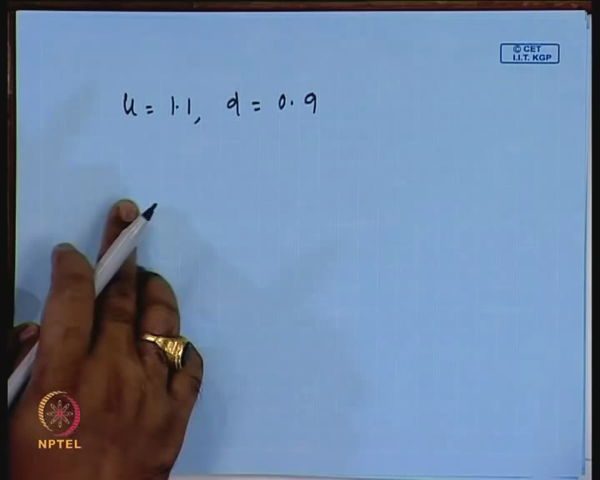 © CET
I.I.T. KGP
u = 1.1, d = 0.9
NPTEL